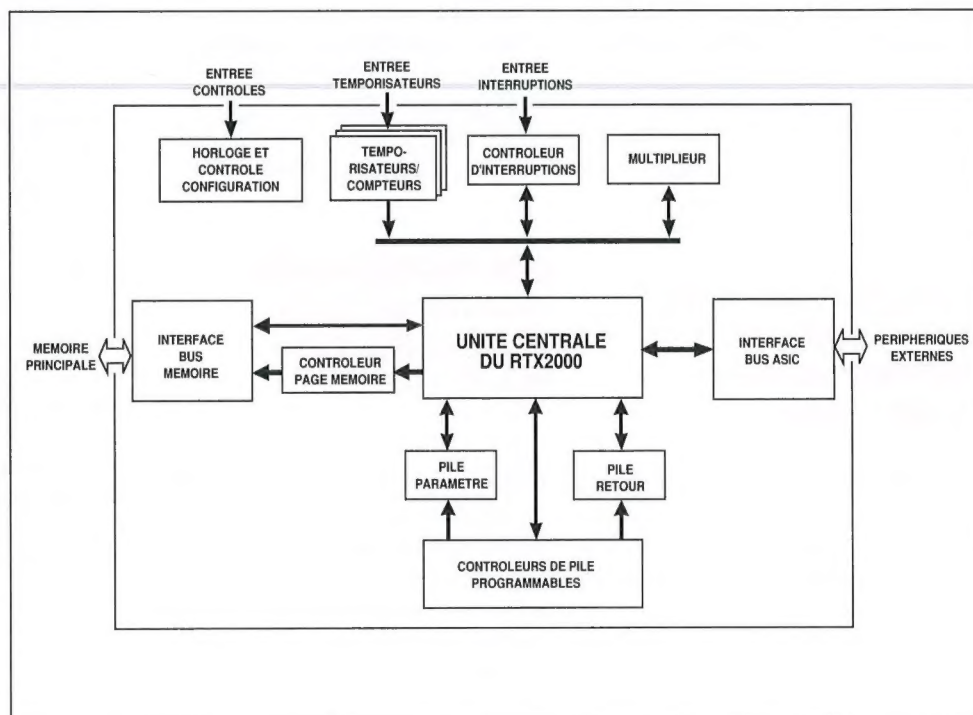 ENTREE
CONTROLES
ENTREE
TEMPORISATEURS
ENTREE
INTERRUPTIONS
HORLOGE ET
CONTROLE
CONFIGURATION
TEMPO-
RISATEURS/
COMPTEURS
CONTROLEUR
D'INTERRUPTIONS
MULTIPLIEUR
MEMOIRE
PRINCIPALE
INTERFACE
BUS
MEMOIRE
CONTROLEUR
PAGE MEMOIRE
UNITE CENTRALE
DU RTX2000
INTERFACE
BUS ASIC
PERIPHERIQUES
EXTERNES
PILE
PARAMETRE
PILE
RETOUR
CONTROLEURS DE PILE
PROGRAMMABLES